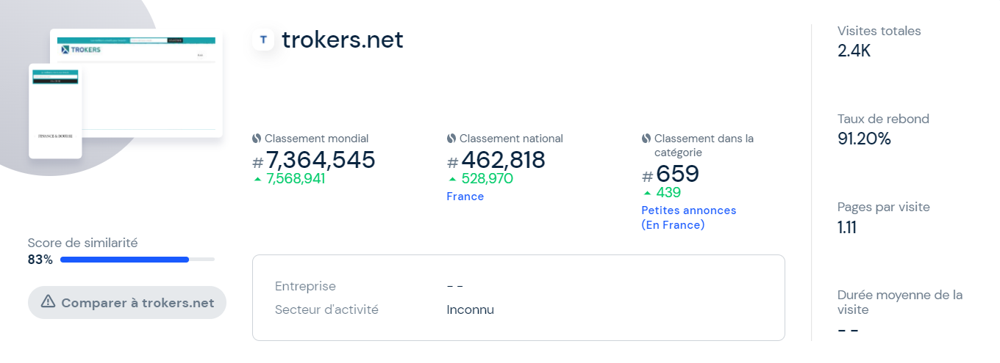 TROKERS
FINANCE & BOURSE
T
trokers.net
Classement mondial
#7,364,545
7,568,941
Classement national
#462,818
528,970
France
Classement dans la
catégorie
#659
439
Petites annonces
(En France)
Score de similarité
83%
Comparer à trokers.net
Entreprise
- -
Secteur d'activité
Inconnu
Visites totales
2.4K
Taux de rebond
91.20%
Pages par visite
1.11
Durée moyenne de la
visite
- -